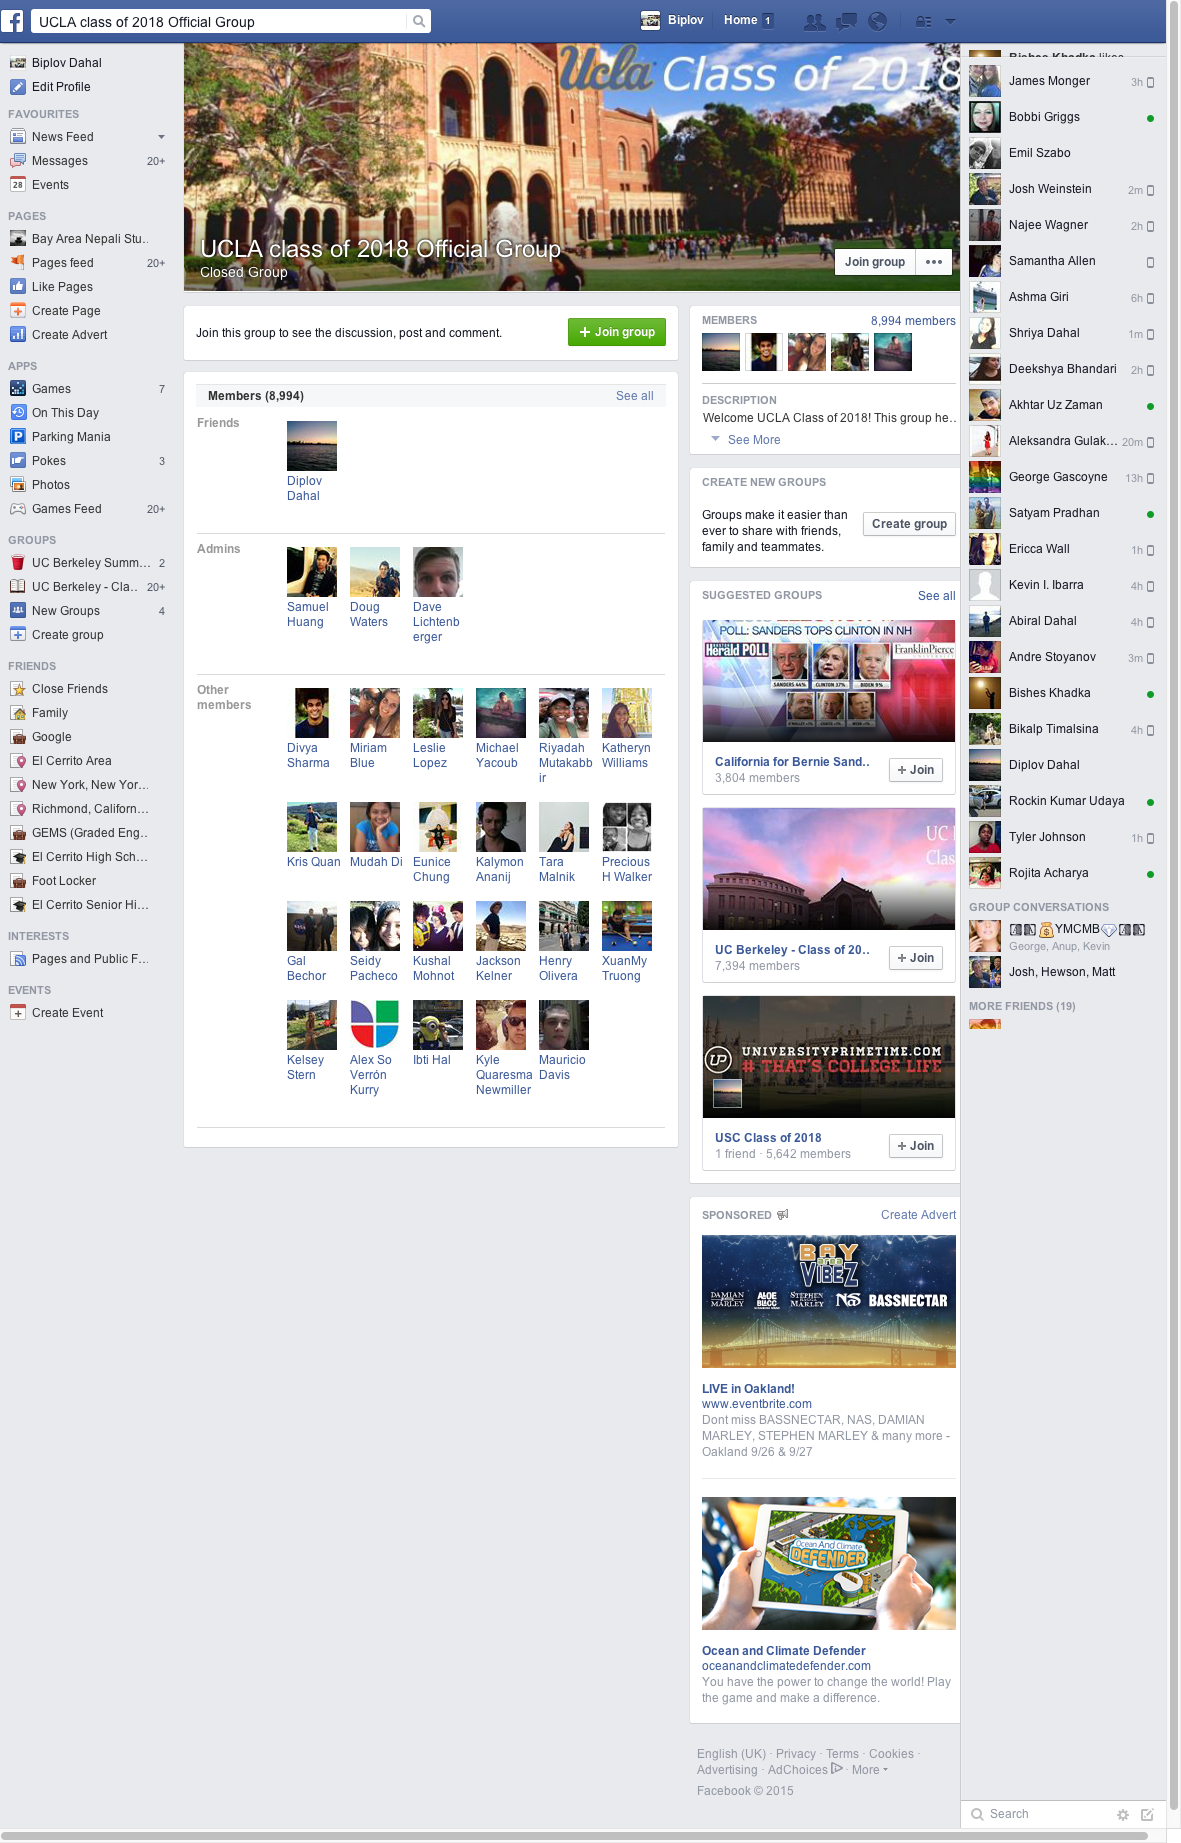 UCLA class of 2018 Official Group
Biplov
Home 1
Biplov Dahal
Edit Profile
FAVOURITES
News Feed
Messages 20+
28 Events
PAGES
Bay Area Nepali Stu..
Pages feed 20+
Like Pages
Create Page
Create Advert
APPS
Games 7
On This Day
Parking Mania
Pokes 3
Photos
Games Feed 20+
GROUPS
UC Berkeley Summ... 2
UC Berkeley - Cla.. 20+
New Groups 4
Create group
FRIENDS
Close Friends
Family
Google
El Cerrito Area
New York, New Yor...
Richmond, Californ...
GEMS (Graded Eng..
El Cerrito High Sch...
Foot Locker
El Cerrito Senior Hi...
INTERESTS
Pages and Public F...
EVENTS
Create Event
Ucla Class of 2018
UCLA class of 2018 Official Group
Closed Group
Join group
Join this group to see the discussion, post and comment.
+ Join group
Members (8,994)
See all
Friends
Diplov
Dahal
Admins
Samuel
Huang
Doug
Waters
Dave
Lichtenb
erger
Other
members
Divya
Sharma
Miriam
Blue
Leslie
Lopez
Michael
Yacoub
Riyadah
Mutakabb
ir
Katheryn
Williams
Kris Quan
Mudah Di
Eunice
Chung
Kalymon
Ananij
Tara
Malnik
Precious
H Walker
Gal
Bechor
Seidy
Pacheco
Kushal
Mohnot
Jackson
Kelner
Henry
Olivera
XuanMy
Truong
Kelsey
Stern
Alex So
Verrón
Kurry
Ibti Hal
Kyle
Quaresma
Newmiller
Mauricio
Davis
MEMBERS
8,994 members
DESCRIPTION
Welcome UCLA Class of 2018! This group he..
See More
CREATE NEW GROUPS
Groups make it easier than
ever to share with friends,
family and teammates.
Create group
SUGGESTED GROUPS
See all
POLL: SANDERS TOPS CLINTON IN NH
Herald POLL
FranklinPierce
SANDERS 44%
CLINTON 37%
BIDEN 9%
California for Bernie Sand..
3,804 members
+ Join
UC
Clas
UC Berkeley - Class of 20..
7,394 members
+ Join
UP
UNIVERSITYPRIMETIME.COM
# THAT'S COLLEGE LIFE
USC Class of 2018
1 friend · 5,642 members
+ Join
SPONSORED
Create Advert
BAY
AREA
VIBEZ
DAMIAN
MARLEY
ALOE
BLACC
STEPHEN
MARLEY
NAS
BASSNECTAR
LIVE in Oakland!
www.eventbrite.com
Dont miss BASSNECTAR, NAS, DAMIAN
MARLEY, STEPHEN MARLEY & many more -
Oakland 9/26 & 9/27
Ocean And Climate
DEFENDER
Ocean and Climate Defender
oceanandclimatedefender.com
You have the power to change the world! Play
the game and make a difference.
English (UK) · Privacy · Terms · Cookies ·
Advertising · AdChoices · More
Facebook © 2015
Bishes Khadka likes
James Monger 3h
Bobbi Griggs
Emil Szabo
Josh Weinstein 2m
Najee Wagner 2h
Samantha Allen
Ashma Giri 6h
Shriya Dahal 1m
Deekshya Bhandari 2h
Akhtar Uz Zaman
Aleksandra Gulak... 20m
George Gascoyne 13h
Satyam Pradhan
Ericca Wall 1h
Kevin I. Ibarra 4h
Abiral Dahal 4h
Andre Stoyanov 3m
Bishes Khadka
Bikalp Timalsina 4h
Diplov Dahal
Rockin Kumar Udaya
Tyler Johnson 1h
Rojita Acharya
GROUP CONVERSATIONS
💰YMCMB💎
George, Anup, Kevin
Josh, Hewson, Matt
MORE FRIENDS (19)
Search